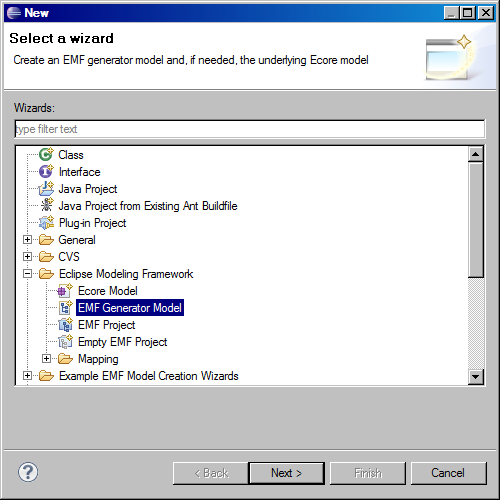 New
Select a wizard
Create an EMF generator model and, if needed, the underlying Ecore model
Wizards:
type filter text
Class
Interface
Java Project
Java Project from Existing Ant Buildfile
Plug-in Project
General
CVS
Eclipse Modeling Framework
Ecore Model
EMF Generator Model
EMF Project
Empty EMF Project
Mapping
Example EMF Model Creation Wizards
< Back
Next >
Finish
Cancel